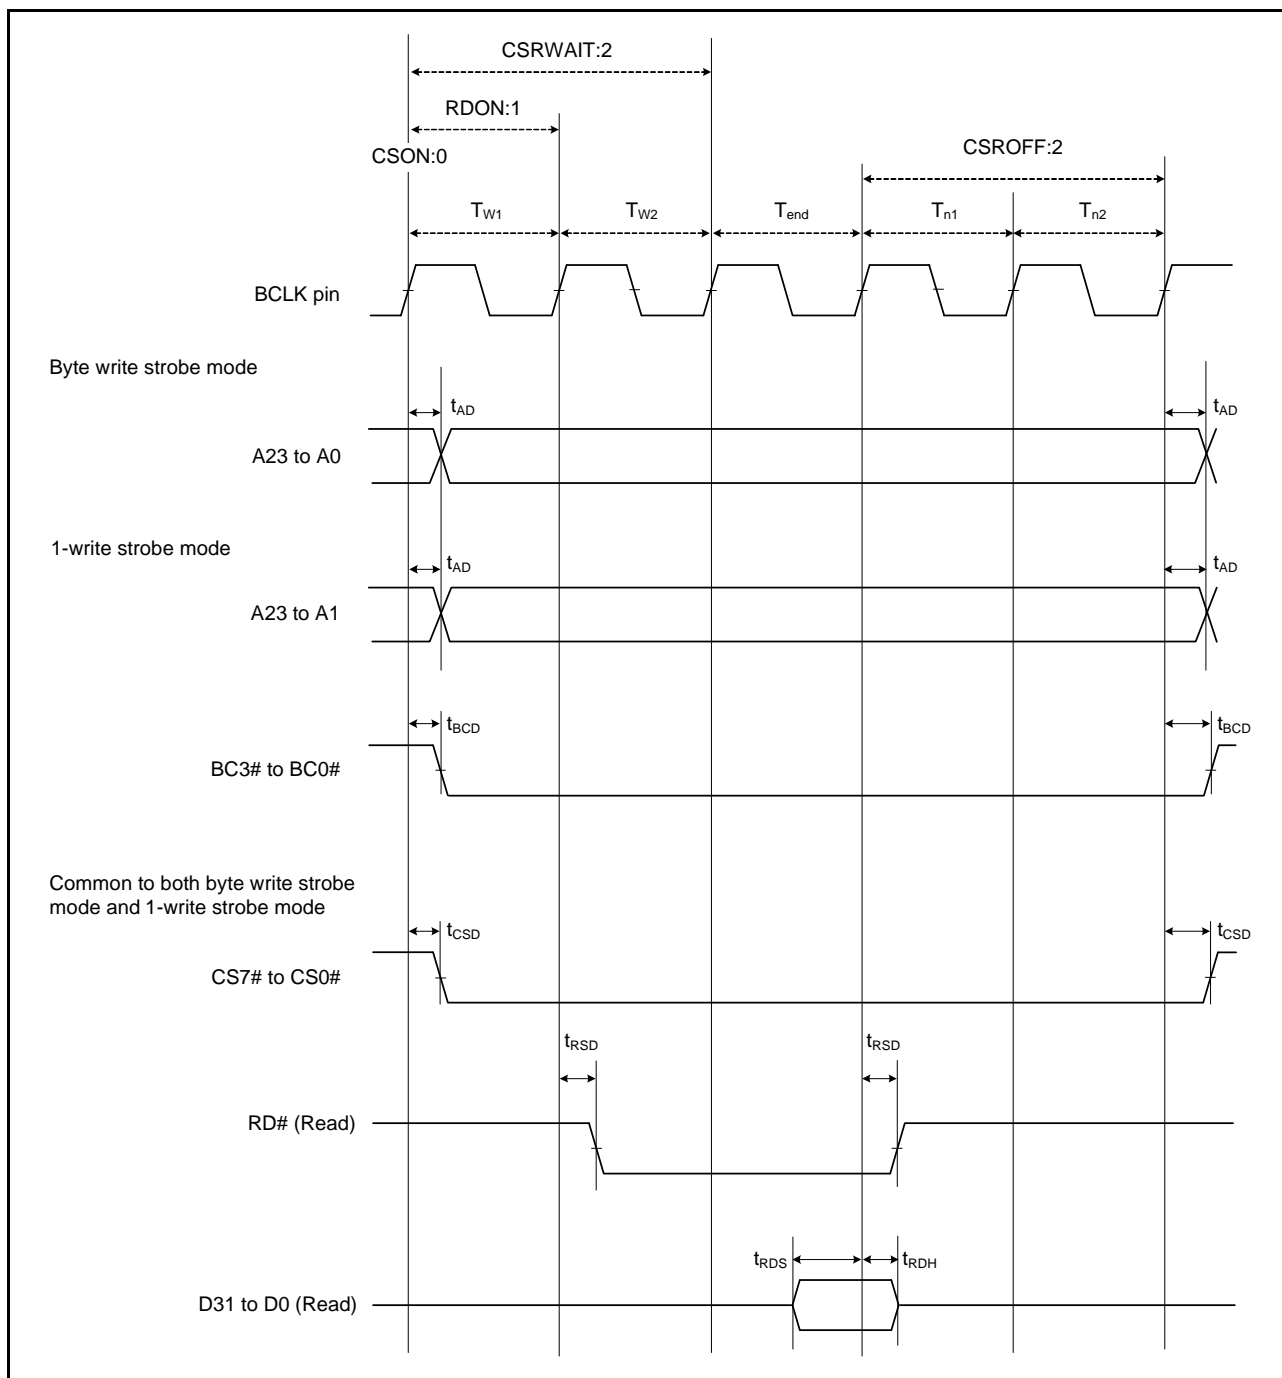 CSRWAIT:2
RDON:1
CSON:0
CSROFF:2
TW1
TW2
Tend
Tn1
Tn2
BCLK pin
Byte write strobe mode
tAD
tAD
A23 to A0
1-write strobe mode
tAD
tAD
A23 to A1
tBCD
tBCD
BC3# to BC0#
Common to both byte write strobe
mode and 1-write strobe mode
tCSD
tCSD
CS7# to CS0#
tRSD
tRSD
RD# (Read)
tRDS
tRDH
D31 to D0 (Read)